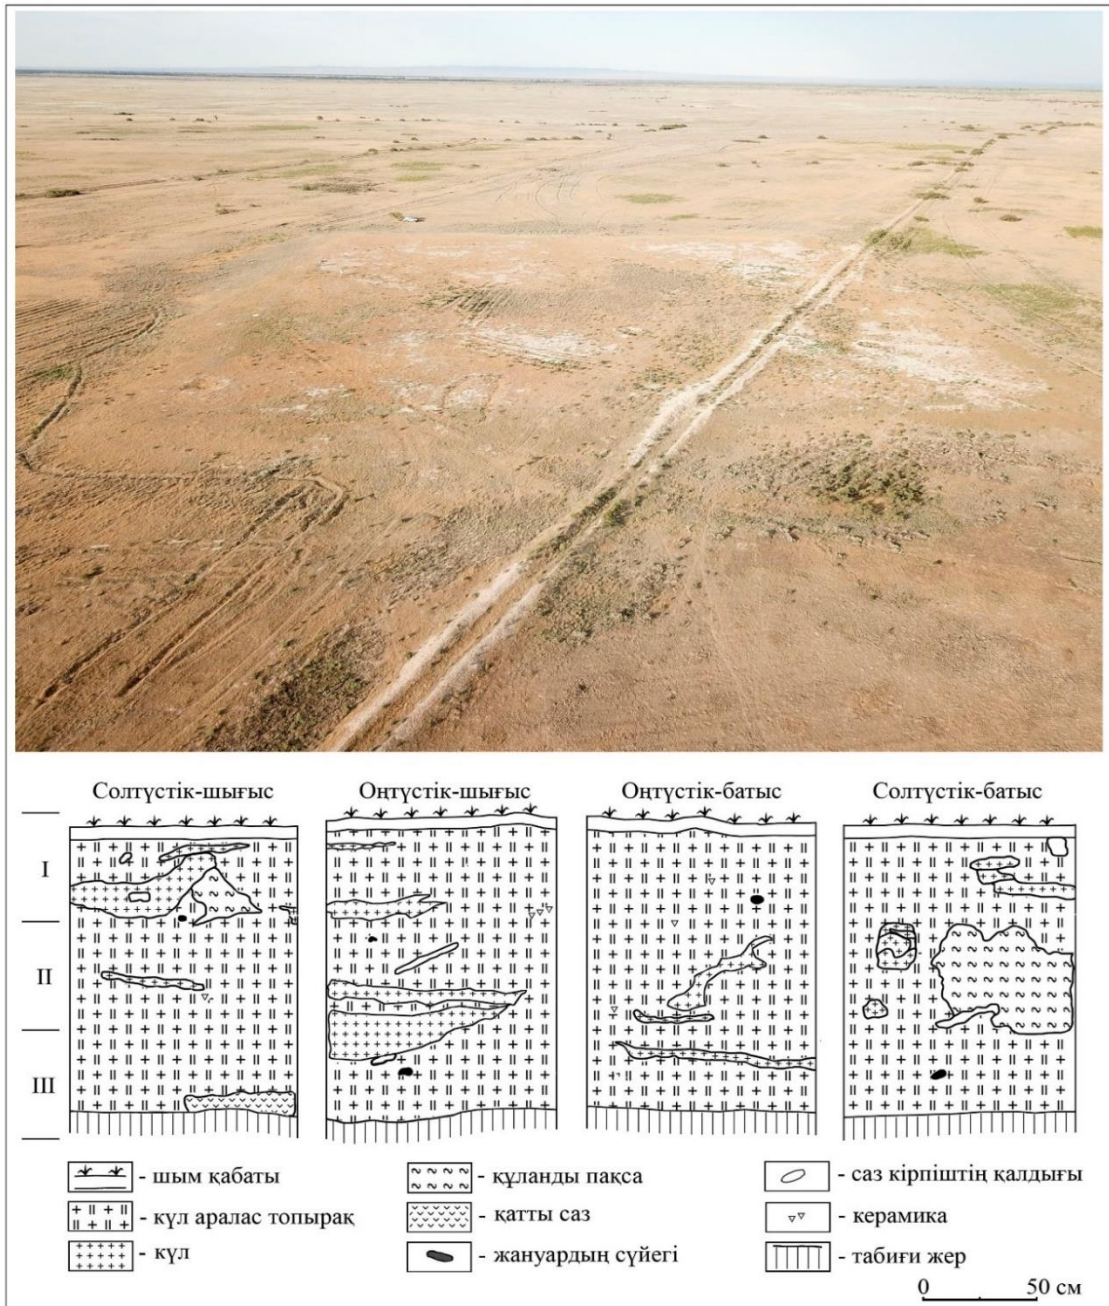 Солтүстік-шығыс Оңтүстік-шығыс Оңтүстік-батыс Солтүстік-батыс
I
II
III
- шым қабаты - құланды пақса - саз кірпіштің қалдығы
- күл аралас топырақ - қатты саз - керамика
- күл - жануардың сүйегі - табиғи жер
0 50 см